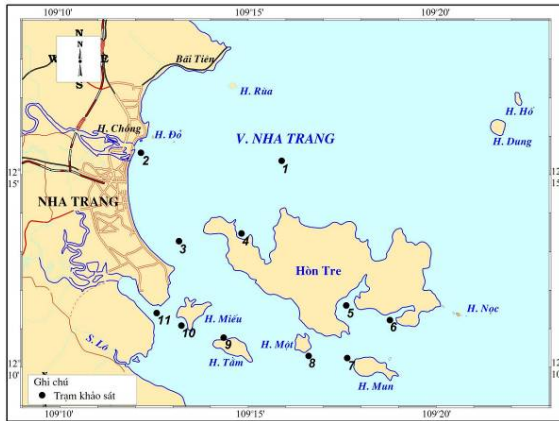 109°10' 109°15' 109°20'
N
N
W E
S
S
Bãi Tiên
H. Rùa
H. Hố
H. Dung
H. Chồng
H. Đỏ
V. NHA TRANG
2
1
12
15'
12
15
NHA TRANG
3
4
Hòn Tre
5
6
H. Nọc
11
10
H. Miếu
S. Lô
9
H. Tằm
H. Một
8
7
H. Mun
12
10'
12
10
Ghi chú
Trạm khảo sát
109°10' 109°15' 109°20'